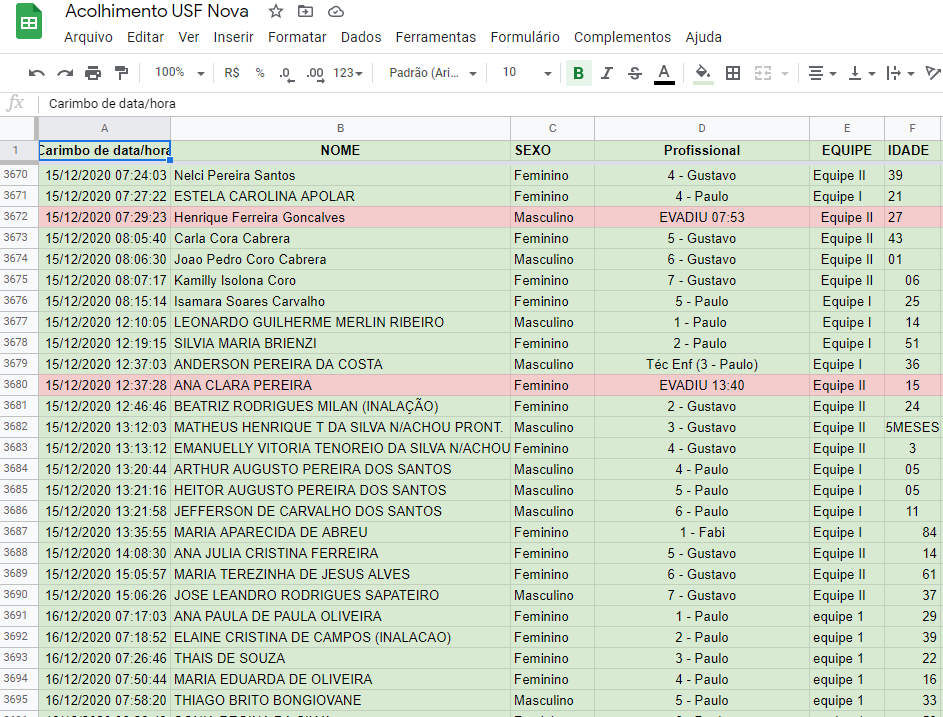 Acolhimento USF Nova
Arquivo Editar Ver Inserir Formatar Dados Ferramentas Formulário Complementos Ajuda
100% R$ % .0 .00 123 Padrão (Ari... 10 B I S A
fx Carimbo de data/hora
A B C D E F
1 Carimbo de data/hora NOME SEXO Profissional EQUIPE IDADE
3670 15/12/2020 07:24:03 Nelci Pereira Santos Feminino 4 - Gustavo Equipe II 39
3671 15/12/2020 07:27:22 ESTELA CAROLINA APOLAR Feminino 4 - Paulo Equipe I 21
3672 15/12/2020 07:29:23 Henrique Ferreira Goncalves Masculino EVADIU 07:53 Equipe II 27
3673 15/12/2020 08:05:40 Carla Cora Cabrera Feminino 5 - Gustavo Equipe II 43
3674 15/12/2020 08:06:30 Joao Pedro Coro Cabrera Masculino 6 - Gustavo Equipe II 01
3675 15/12/2020 08:07:17 Kamilly Isolona Coro Feminino 7 - Gustavo Equipe II 06
3676 15/12/2020 08:15:14 Isamara Soares Carvalho Feminino 5 - Paulo Equipe I 25
3677 15/12/2020 12:10:05 LEONARDO GUILHERME MERLIN RIBEIRO Masculino 1 - Paulo Equipe I 14
3678 15/12/2020 12:19:15 SILVIA MARIA BRIENZI Feminino 2 - Paulo Equipe I 51
3679 15/12/2020 12:37:03 ANDERSON PEREIRA DA COSTA Masculino Téc Enf (3 - Paulo) Equipe I 36
3680 15/12/2020 12:37:28 ANA CLARA PEREIRA Feminino EVADIU 13:40 Equipe II 15
3681 15/12/2020 12:46:46 BEATRIZ RODRIGUES MILAN (INALAÇÃO) Feminino 2 - Gustavo Equipe II 24
3682 15/12/2020 13:12:03 MATHEUS HENRIQUE T DA SILVA N/ACHOU PRONT. Masculino 3 - Gustavo Equipe II 5MESES
3683 15/12/2020 13:13:12 EMANUELLY VITORIA TENOREIO DA SILVA N/ACHOU Feminino 4 - Gustavo Equipe II 3
3684 15/12/2020 13:20:44 ARTHUR AUGUSTO PEREIRA DOS SANTOS Masculino 4 - Paulo Equipe I 05
3685 15/12/2020 13:21:16 HEITOR AUGUSTO PEREIRA DOS SANTOS Masculino 5 - Paulo Equipe I 05
3686 15/12/2020 13:21:58 JEFFERSON DE CARVALHO DOS SANTOS Masculino 6 - Paulo Equipe I 11
3687 15/12/2020 13:35:55 MARIA APARECIDA DE ABREU Feminino 1 - Fabi Equipe I 84
3688 15/12/2020 14:08:30 ANA JULIA CRISTINA FERREIRA Feminino 5 - Gustavo Equipe II 14
3689 15/12/2020 15:05:57 MARIA TEREZINHA DE JESUS ALVES Feminino 6 - Gustavo Equipe II 61
3690 15/12/2020 15:06:26 JOSE LEANDRO RODRIGUES SAPATEIRO Masculino 7 - Gustavo Equipe II 37
3691 16/12/2020 07:17:03 ANA PAULA DE PAULA OLIVEIRA Feminino 1 - Paulo equipe 1 29
3692 16/12/2020 07:18:52 ELAINE CRISTINA DE CAMPOS (INALACAO) Feminino 2 - Paulo equipe 1 39
3693 16/12/2020 07:26:46 THAIS DE SOUZA Feminino 3 - Paulo equipe 1 22
3694 16/12/2020 07:50:44 MARIA EDUARDA DE OLIVEIRA Feminino 4 - Paulo equipe 1 16
3695 16/12/2020 07:58:20 THIAGO BRITO BONGIOVANE Masculino 5 - Paulo equipe 1 33